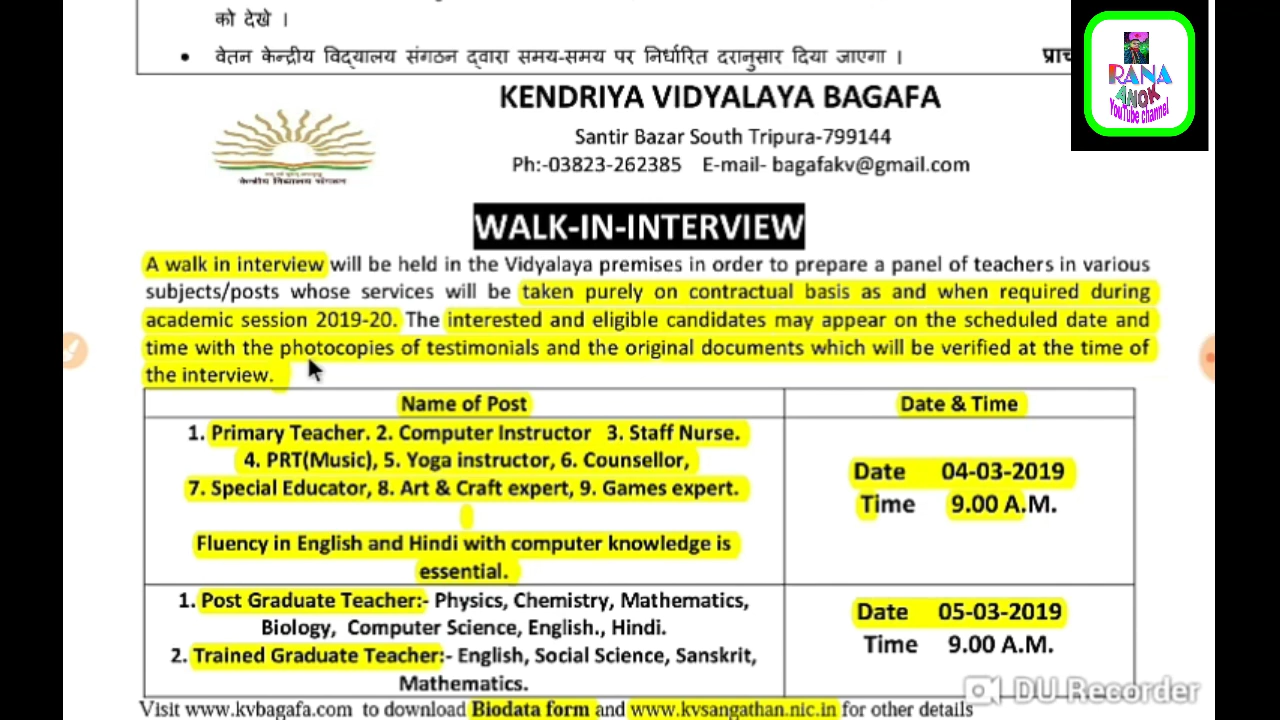 को देखे ।
• वेतन केन्द्रीय विद्यालय संगठन द्वारा समय-समय पर निर्धारित दरानुसार दिया जाएगा ।
RANA
ANOK
YouTube channel
KENDRIYA VIDYALAYA BAGAFA
Santir Bazar South Tripura-799144
Ph:-03823-262385 E-mail- bagafakv@gmail.com
केन्द्रीय विद्यालय संगठन
WALK-IN-INTERVIEW
A walk in interview will be held in the Vidyalaya premises in order to prepare a panel of teachers in various
subjects/posts whose services will be taken purely on contractual basis as and when required during
academic session 2019-20. The interested and eligible candidates may appear on the scheduled date and
time with the photocopies of testimonials and the original documents which will be verified at the time of
the interview.
Name of Post
Date & Time
1. Primary Teacher. 2. Computer Instructor 3. Staff Nurse.
4. PRT(Music), 5. Yoga instructor, 6. Counsellor,
7. Special Educator, 8. Art & Craft expert, 9. Games expert.
Fluency in English and Hindi with computer knowledge is
essential.
Date 04-03-2019
Time 9.00 A.M.
1. Post Graduate Teacher:- Physics, Chemistry, Mathematics,
Biology, Computer Science, English., Hindi.
2. Trained Graduate Teacher:- English, Social Science, Sanskrit,
Mathematics.
Date 05-03-2019
Time 9.00 A.M.
Visit www.kvbagafa.com to download Biodata form and www.kvsangathan.nic.in for other details
DU Recorder